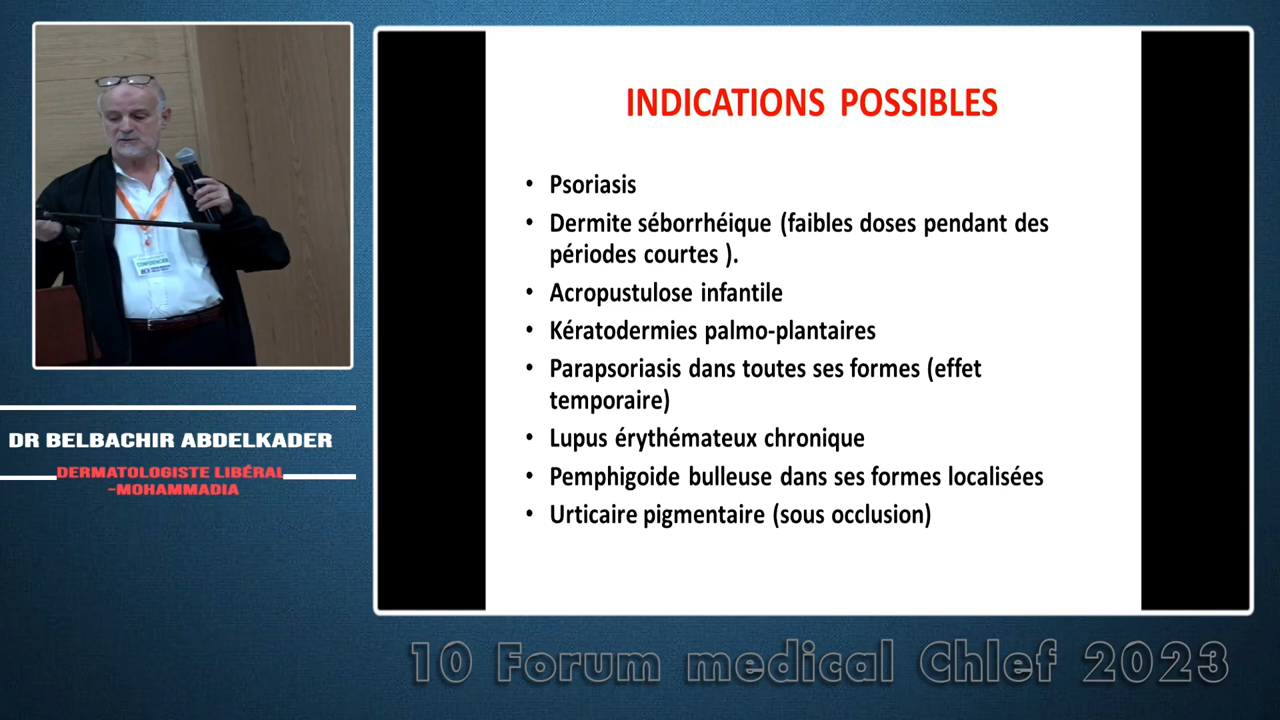 INDICATIONS POSSIBLES
• Psoriasis
• Dermite séborrhéique (faibles doses pendant des
périodes courtes ).
• Acropustulose infantile
• Kératodermies palmo-plantaires
• Parapsoriasis dans toutes ses formes (effet
temporaire)
• Lupus érythémateux chronique
• Pemphigoide bulleuse dans ses formes localisées
• Urticaire pigmentaire (sous occlusion)
CONFERENCIER
DR BELBACHIR ABDELKADER
DERMATOLOGISTE LIBÉRAL
-MOHAMMADIA
10 Forum medical Chlef 2023